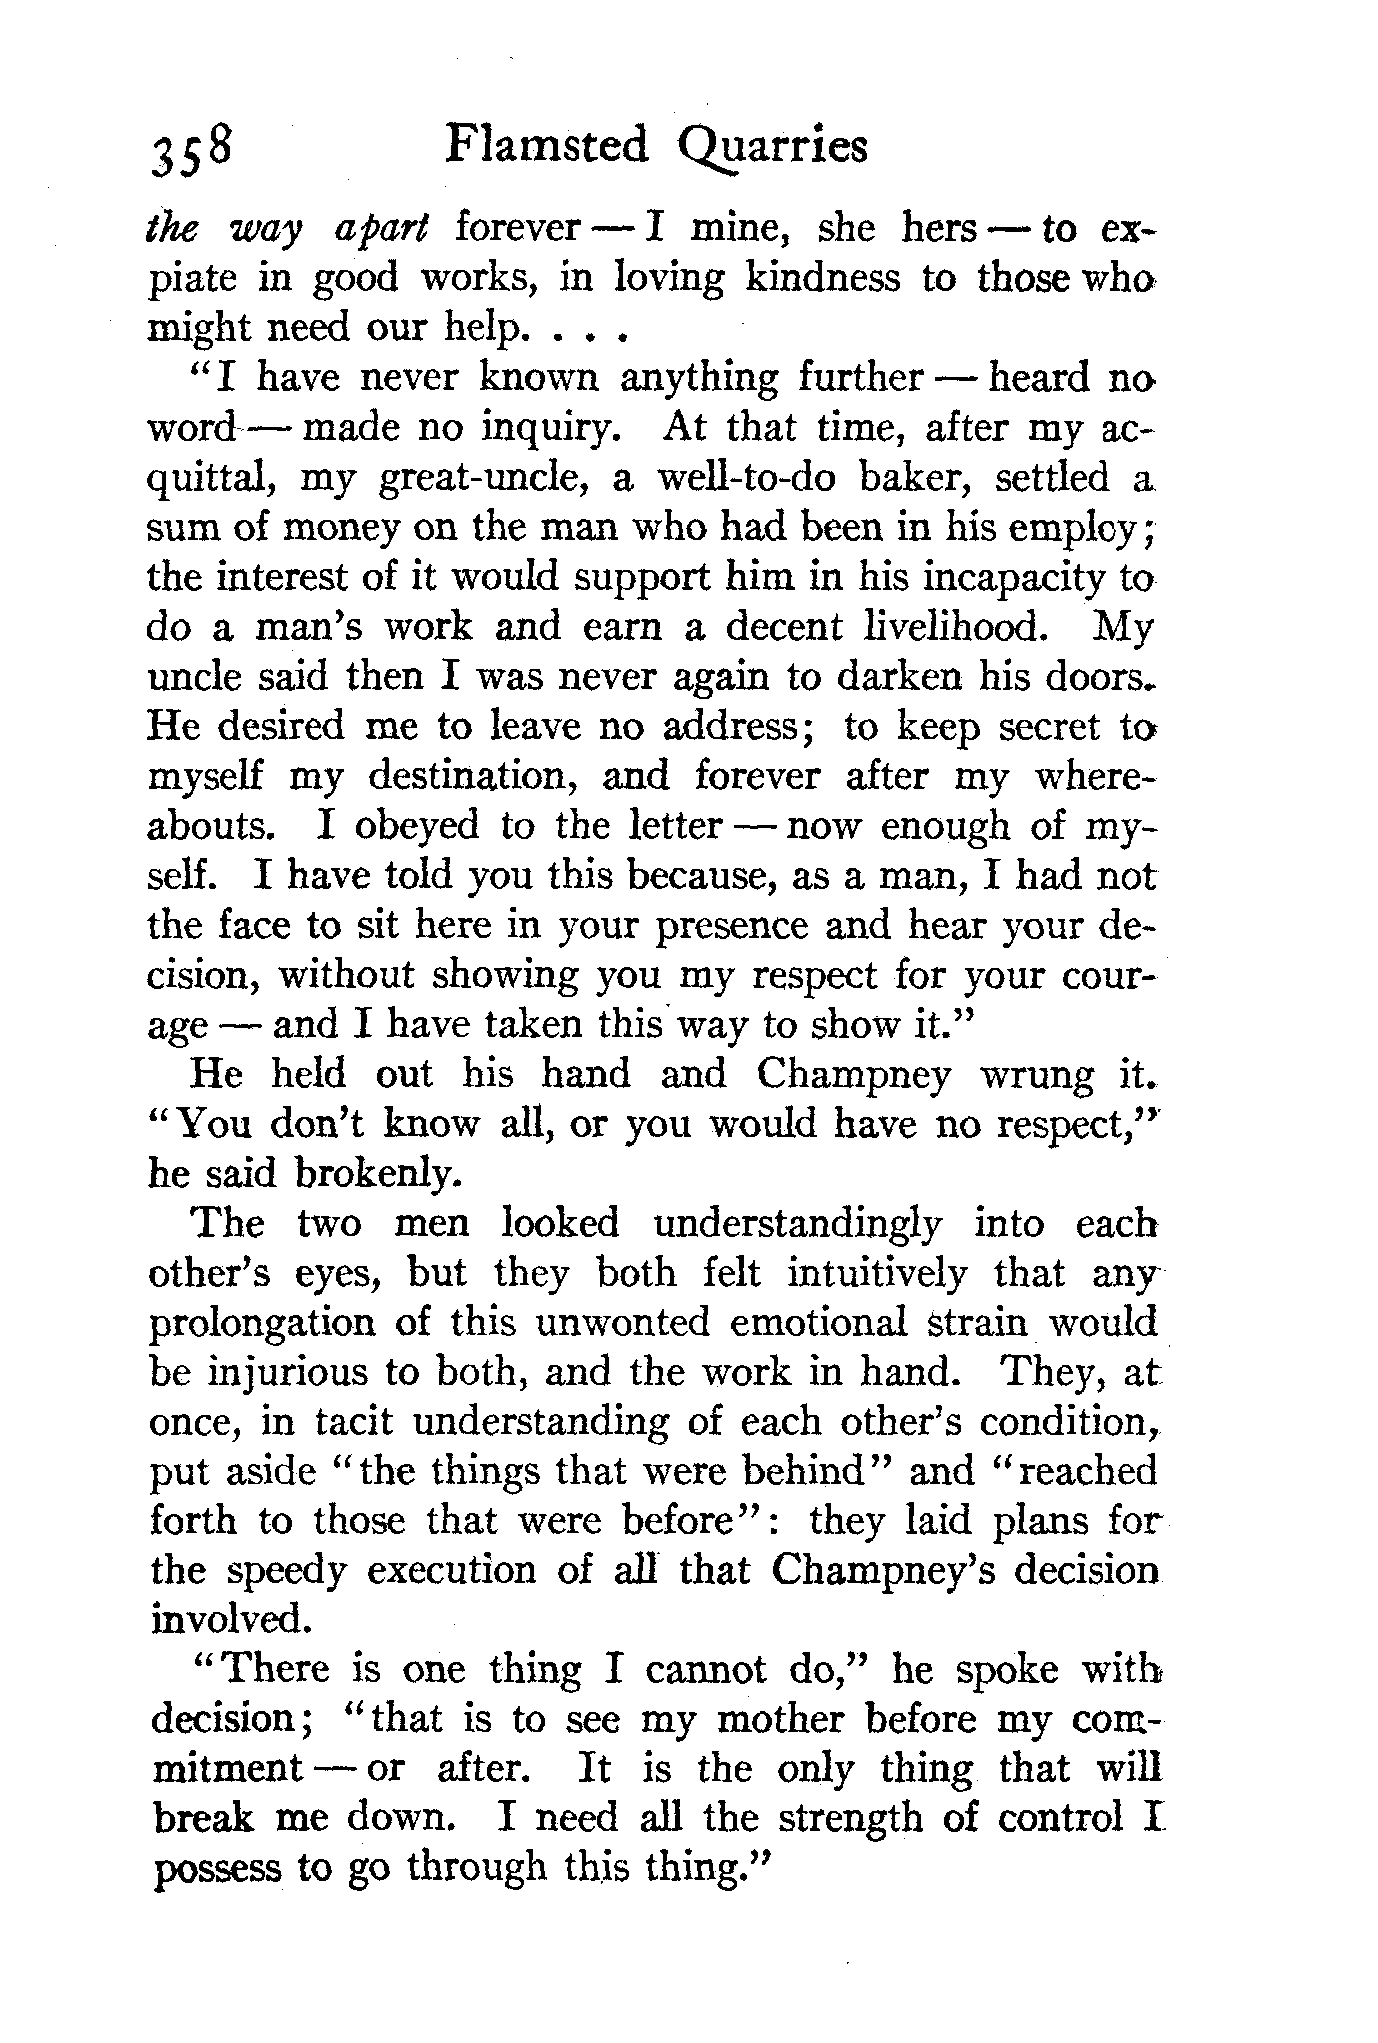 358 Flamsted Quarries
the way apart forever — I mine, she hers — to ex-
piate in good works, in loving kindness to those who
might need our help. . . .
"I have never known anything further — heard no
word — made no inquiry. At that time, after my ac-
quittal, my great-uncle, a well-to-do baker, settled a
sum of money on the man who had been in his employ;
the interest of it would support him in his incapacity to
do a man's work and earn a decent livelihood. My
uncle said then I was never again to darken his doors.
He desired me to leave no address; to keep secret to
myself my destination, and forever after my where-
abouts. I obeyed to the letter — now enough of my-
self. I have told you this because, as a man, I had not
the face to sit here in your presence and hear your de-
cision, without showing you my respect for your cour-
age — and I have taken this way to show it."
He held out his hand and Champney wrung it.
"You don't know all, or you would have no respect,"
he said brokenly.
The two men looked understandingly into each
other's eyes, but they both felt intuitively that any
prolongation of this unwonted emotional strain would
be injurious to both, and the work in hand. They, at
once, in tacit understanding of each other's condition,
put aside "the things that were behind" and "reached
forth to those that were before": they laid plans for
the speedy execution of all that Champney's decision
involved.
"There is one thing I cannot do," he spoke with
decision; "that is to see my mother before my com-
mitment — or after. It is the only thing that will
break me down. I need all the strength of control I
possess to go through this thing."